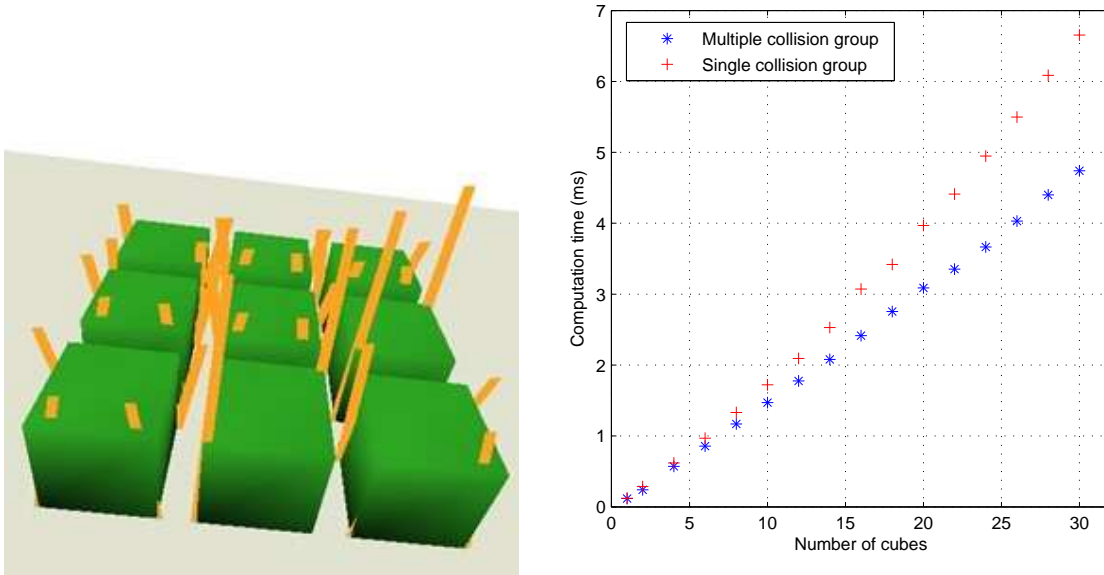 7
Multiple collision group
Single collision group
6
5
4
3
2
1
0
Computation time (ms)
0 5 10 15 20 25 30
Number of cubes